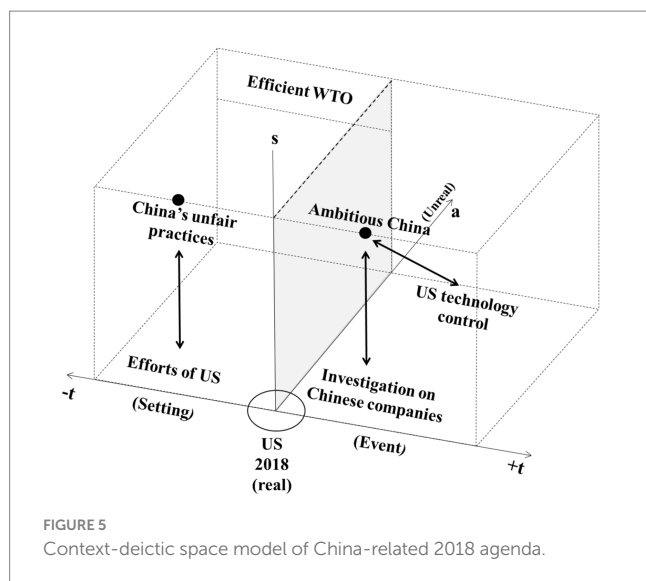 Efficient WTO
s
(Unreal)
a
China's unfair
practices
Ambitious China
US technology
control
Efforts of US
Investigation on
Chinese companies
-t
(Setting)
(Event)
+t
US
2018
(real)
FIGURE 5
Context-deictic space model of China-related 2018 agenda.